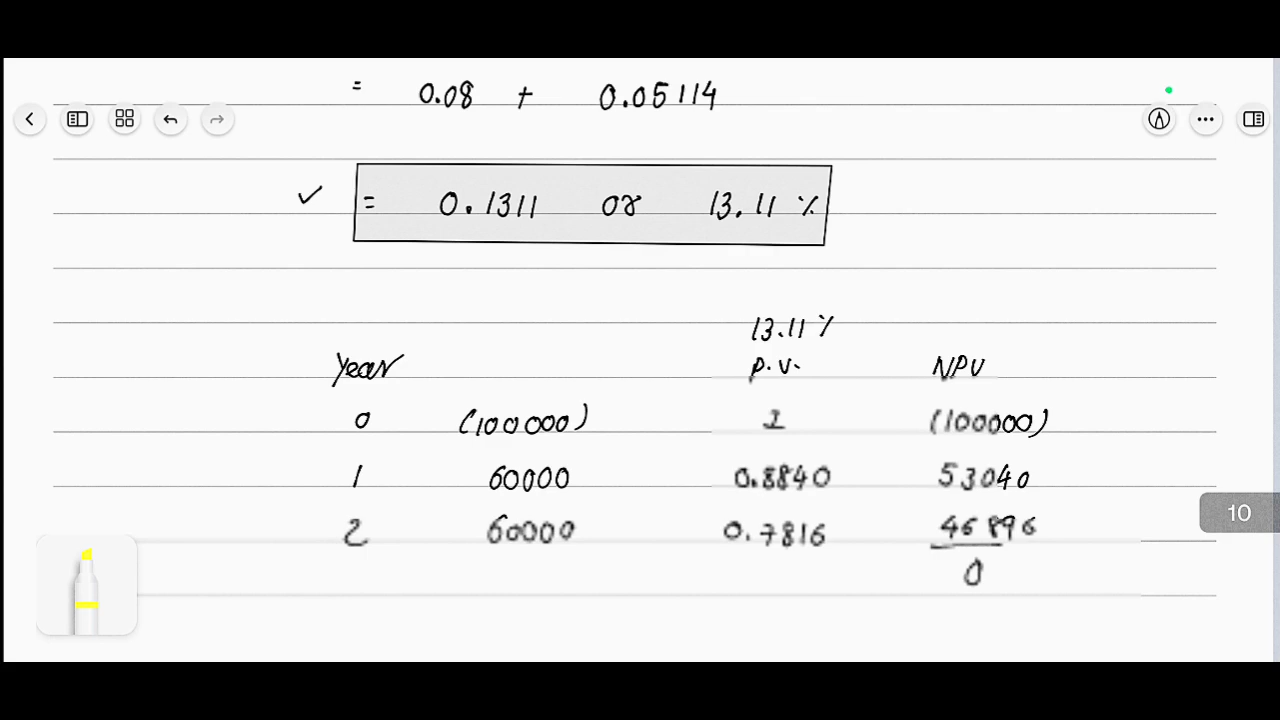 = 0.08 + 0.05114
= 0.1311 or 13.11 %
13.11 %
Year P.V. NPV
0 (100000) 1 (100000)
1 60000 0.8840 53040
10
2 60000 0.7816 46896
0